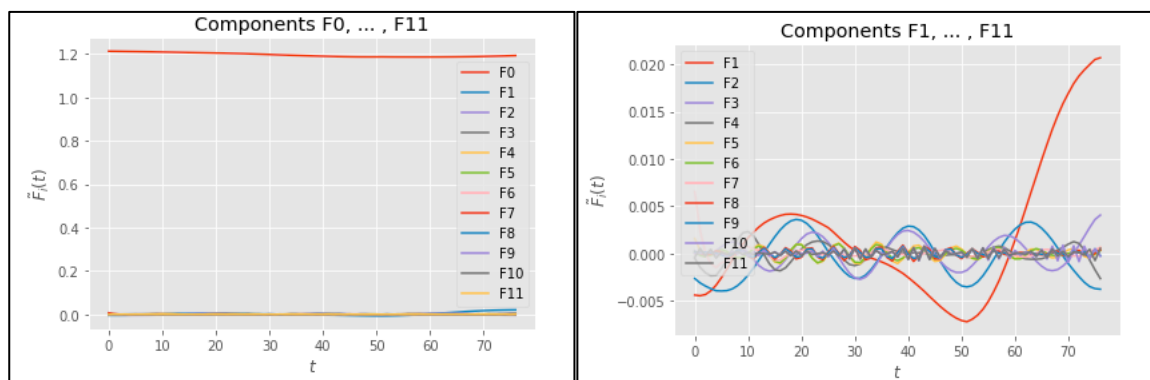 Components F0, ... , F11
1.2
1.0
0.8
0.6
0.4
0.2
0.0
F̃ᵢ(t)
F0
F1
F2
F3
F4
F5
F6
F7
F8
F9
F10
F11
0 10 20 30 40 50 60 70
t
Components F1, ... , F11
0.020
0.015
0.010
0.005
0.000
−0.005
F̃ᵢ(t)
F1
F2
F3
F4
F5
F6
F7
F8
F9
F10
F11
0 10 20 30 40 50 60 70
t